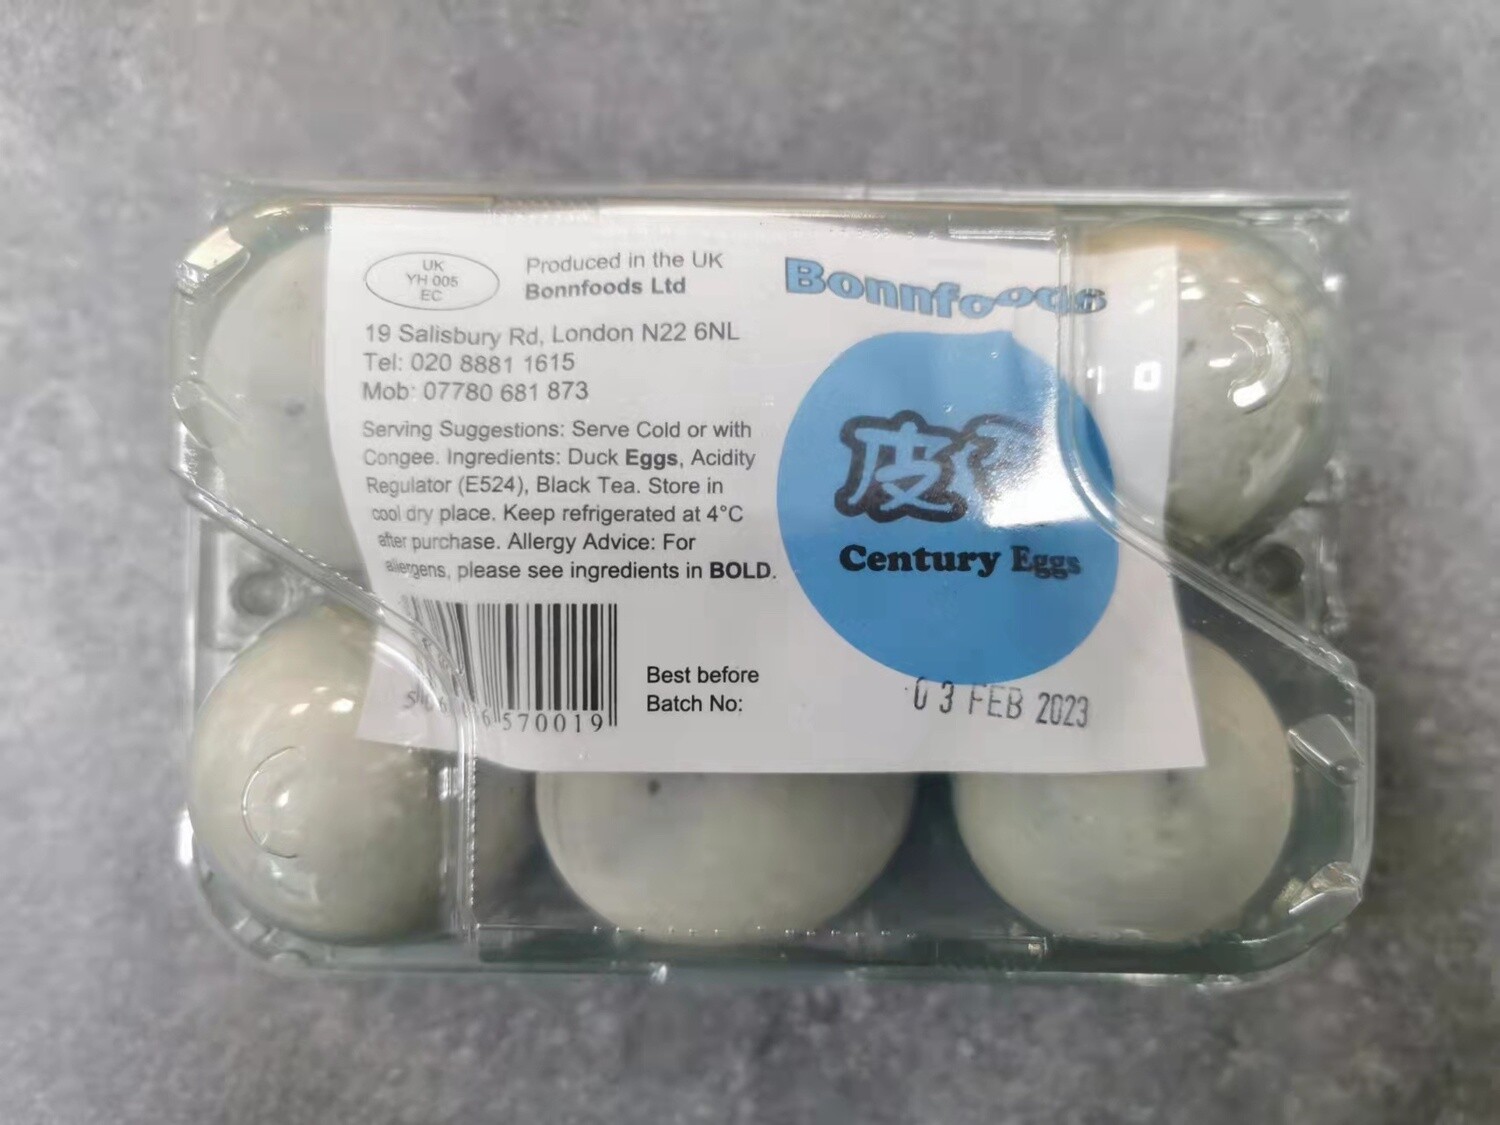 UK
YH 005
EC
Produced in the UK
Bonnfoods Ltd
19 Salisbury Rd, London N22 6NL
Tel: 020 8881 1615
Mob: 07780 681 873
Serving Suggestions: Serve Cold or with
Congee. Ingredients: Duck Eggs, Acidity
Regulator (E524), Black Tea. Store in
cool dry place. Keep refrigerated at 4°C
after purchase. Allergy Advice: For
allergens, please see ingredients in BOLD.
6 570019
Best before
Batch No:
Bonnfoods
皮
Century Eggs
03 FEB 2023